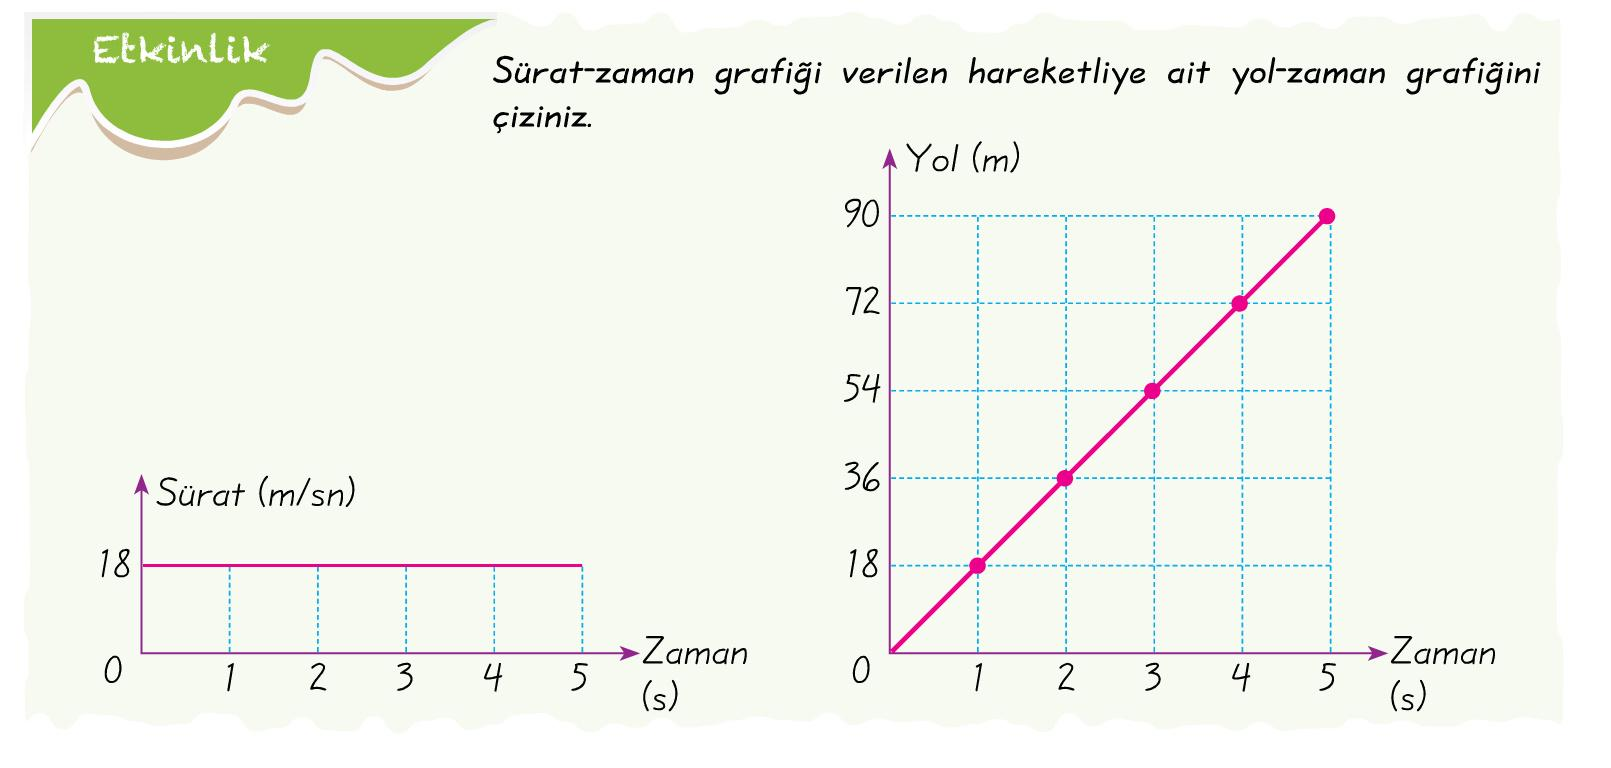 Etkinlik
Sürat-zaman grafiği verilen hareketliye ait yol-zaman grafiğini
çiziniz.
Sürat (m/sn)
18
0
1 2 3 4 5
Zaman
(s)
Yol (m)
90
72
54
36
18
0
1 2 3 4 5
Zaman
(s)